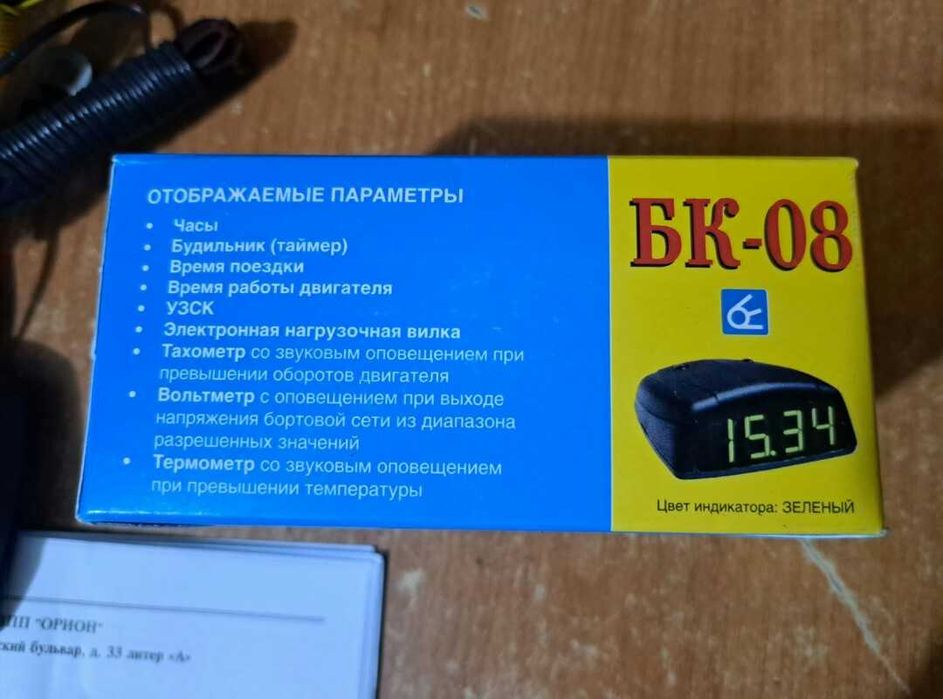 ОТОБРАЖАЕМЫЕ ПАРАМЕТРЫ
• Часы
• Будильник (таймер)
• Время поездки
• Время работы двигателя
• УЗСК
• Электронная нагрузочная вилка
• Тахометр со звуковым оповещением при
превышении оборотов двигателя
• Вольтметр с оповещением при выходе
напряжения бортовой сети из диапазона
разрешенных значений
• Термометр со звуковым оповещением
при превышении температуры
БК-08
15.34
Цвет индикатора: ЗЕЛЕНЫЙ
"ОРИОН"
бульвар, д. 33 литер «А»